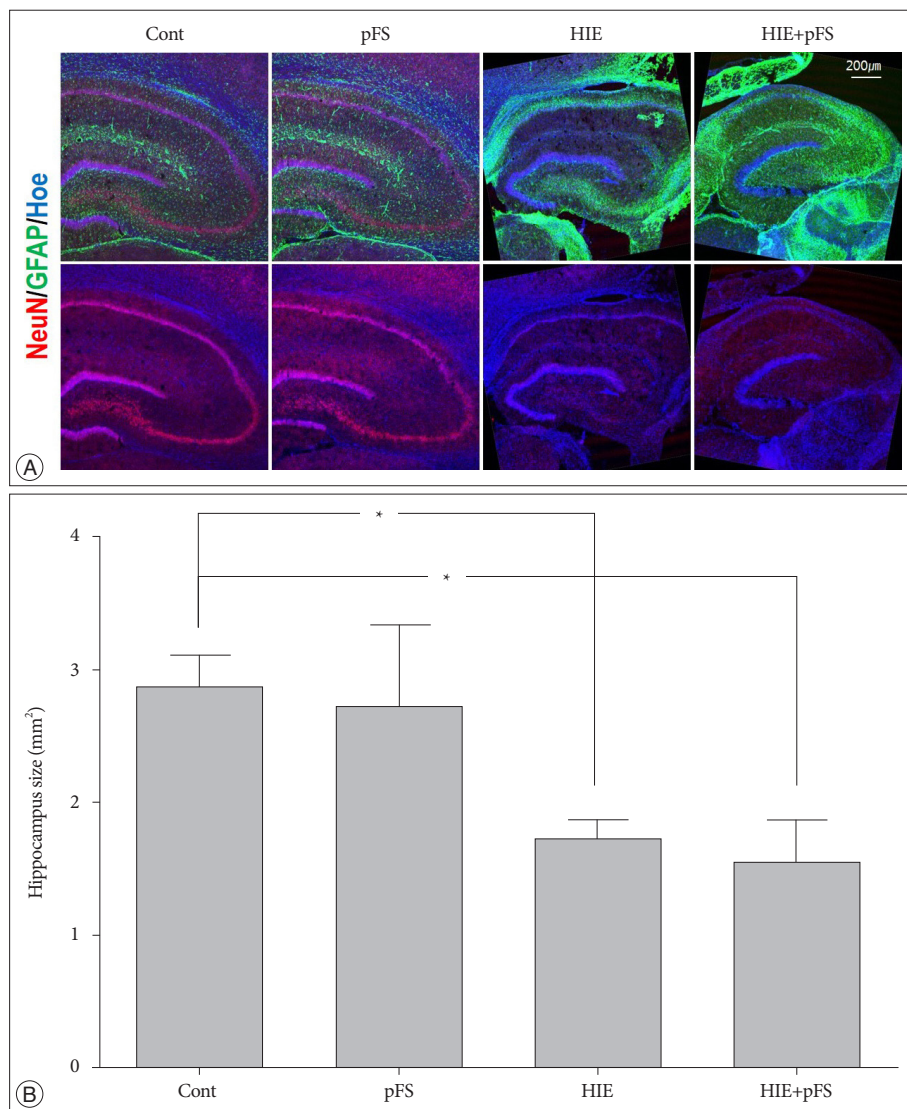 Cont pFS HIE HIE+pFS
200μm
NeuN/GFAP/Hoe
A
* 
*
4
3
2
1
0
Hippocampus size (mm²)
Cont pFS HIE HIE+pFS
B